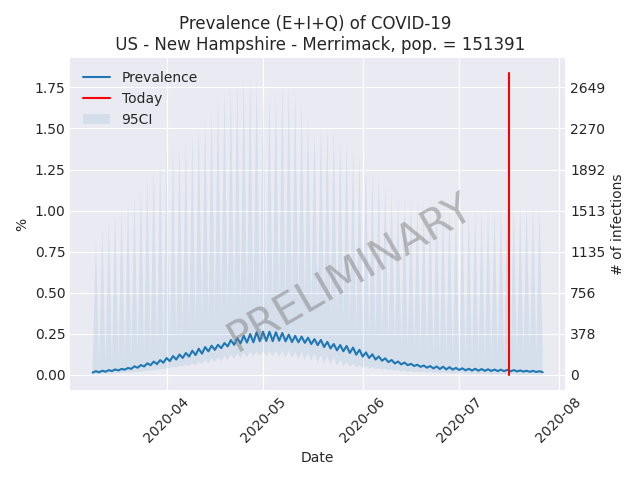 Prevalence (E+I+Q) of COVID-19
US - New Hampshire - Merrimack, pop. = 151391
Prevalence
Today
95CI
1.75
1.50
1.25
1.00
0.75
0.50
0.25
0.00
%
2649
2270
1892
1513
1135
756
378
0
# of infections
PRELIMINARY
2020-04
2020-05
2020-06
2020-07
2020-08
Date